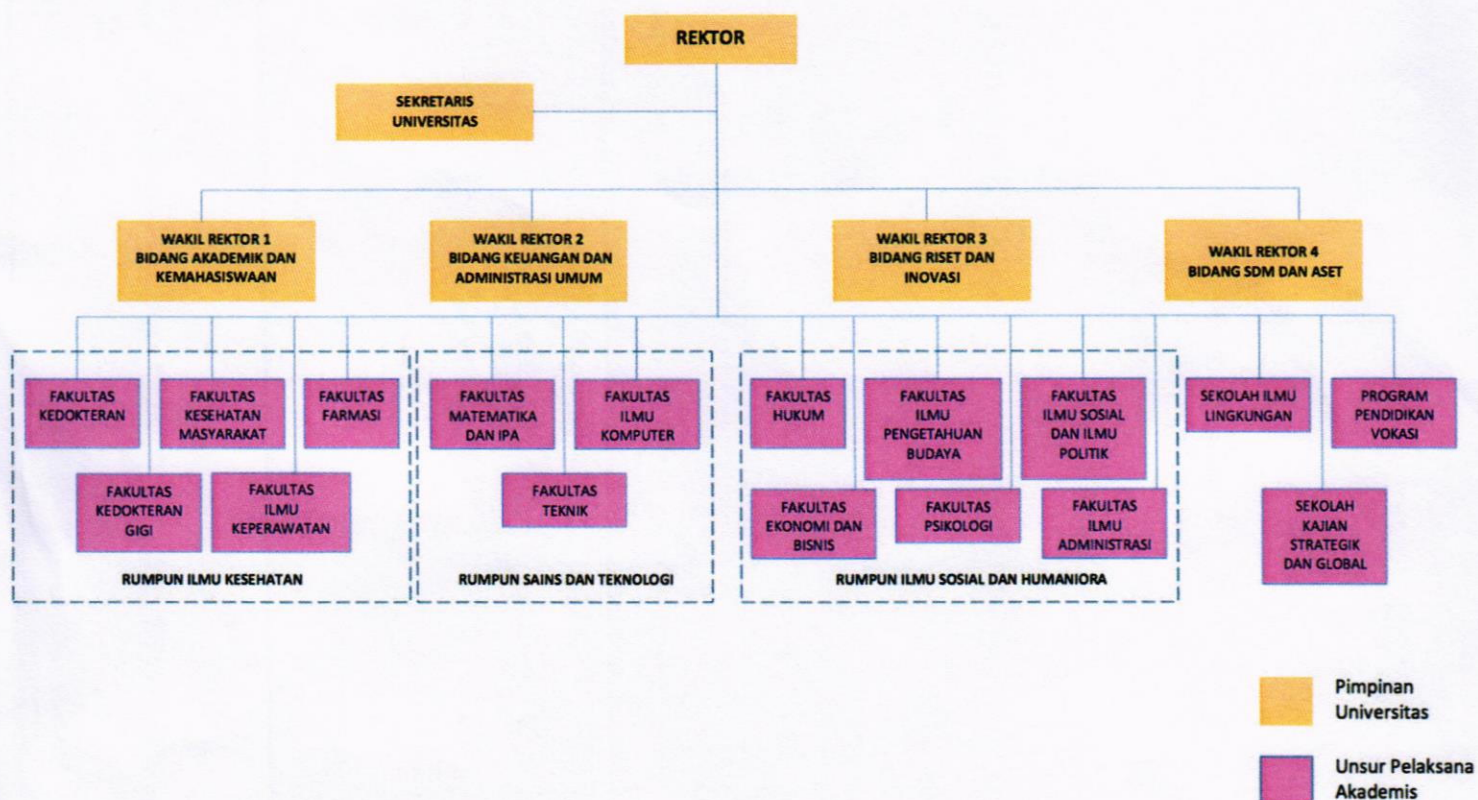 REKTOR
SEKRETARIS
UNIVERSITAS
WAKIL REKTOR 1
BIDANG AKADEMIK DAN
KEMAHASISWAAN
WAKIL REKTOR 2
BIDANG KEUANGAN DAN
ADMINISTRASI UMUM
WAKIL REKTOR 3
BIDANG RISET DAN
INOVASI
WAKIL REKTOR 4
BIDANG SDM DAN ASET
FAKULTAS
KEDOKTERAN
FAKULTAS
KESEHATAN
MASYARAKAT
FAKULTAS
FARMASI
FAKULTAS
KEDOKTERAN
GIGI
FAKULTAS
ILMU
KEPERAWATAN
RUMPUN ILMU KESEHATAN
FAKULTAS
MATEMATIKA
DAN IPA
FAKULTAS
ILMU
KOMPUTER
FAKULTAS
TEKNIK
RUMPUN SAINS DAN TEKNOLOGI
FAKULTAS
HUKUM
FAKULTAS
ILMU
PENGETAHUAN
BUDAYA
FAKULTAS
ILMU SOSIAL
DAN ILMU
POLITIK
FAKULTAS
EKONOMI DAN
BISNIS
FAKULTAS
PSIKOLOGI
FAKULTAS
ILMU
ADMINISTRASI
RUMPUN ILMU SOSIAL DAN HUMANIORA
SEKOLAH ILMU
LINGKUNGAN
PROGRAM
PENDIDIKAN
VOKASI
SEKOLAH
KAJIAN
STRATEGIK
DAN GLOBAL
Pimpinan
Universitas
Unsur Pelaksana
Akademis